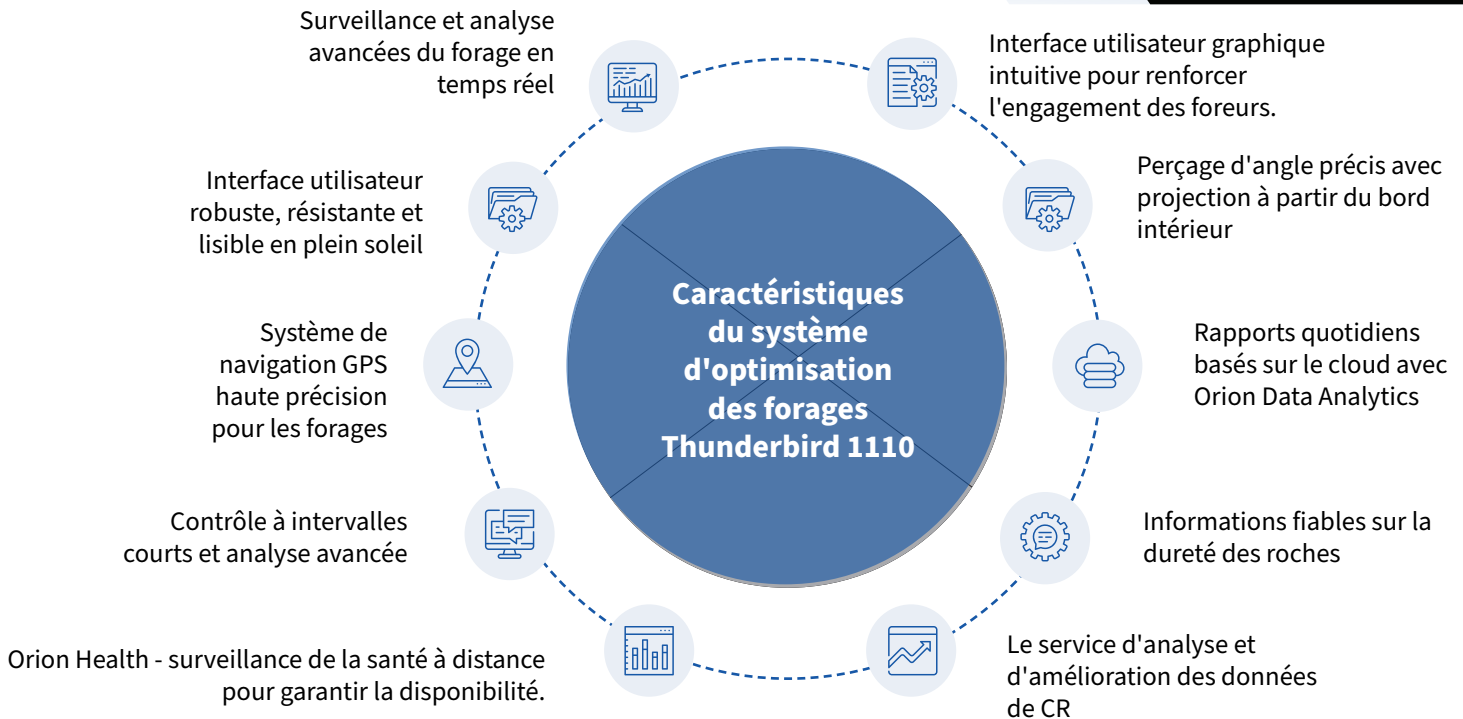 Surveillance et analyse
avancées du forage en
temps réel
Interface utilisateur graphique
intuitive pour renforcer
l'engagement des foreurs.
Interface utilisateur
robuste, résistante et
lisible en plein soleil
Perçage d'angle précis avec
projection à partir du bord
intérieur
Caractéristiques
du système
d'optimisation
des forages
Thunderbird 1110
Système de
navigation GPS
haute précision
pour les forages
Rapports quotidiens
basés sur le cloud avec
Orion Data Analytics
Contrôle à intervalles
courts et analyse avancée
Informations fiables sur la
dureté des roches
Orion Health - surveillance de la santé à distance
pour garantir la disponibilité.
Le service d'analyse et
d'amélioration des données
de CR